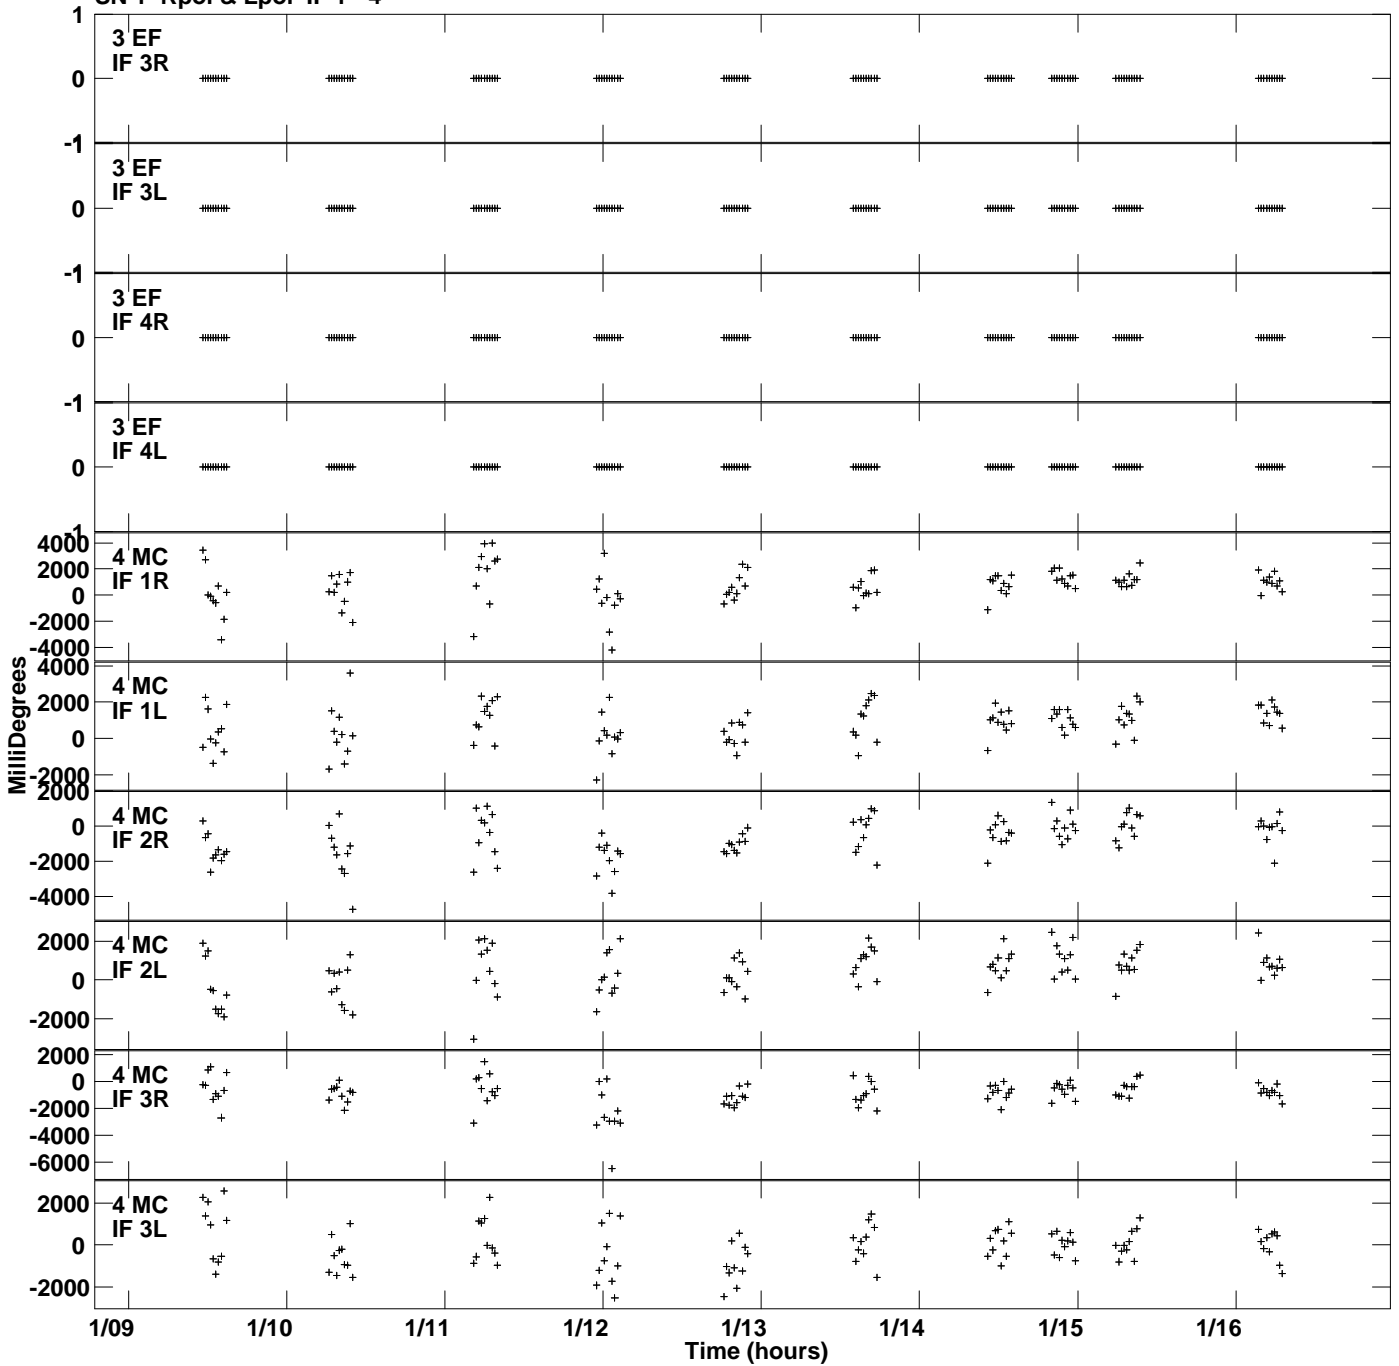 1
3 EF
IF 3R
0
-1
3 EF
IF 3L
0
-1
3 EF
IF 4R
0
-1
3 EF
IF 4L
0
-1
4000
4 MC
IF 1R
2000
0
-2000
-4000
4000
4 MC
IF 1L
2000
0
-2000
2000
4 MC
IF 2R
0
-2000
-4000
4 MC
IF 2L
2000
0
-2000
2000
4 MC
IF 3R
0
-2000
-4000
-6000
4 MC
IF 3L
2000
0
-2000
MilliDegrees
1/09 1/10 1/11 1/12 1/13 1/14 1/15 1/16
Time (hours)